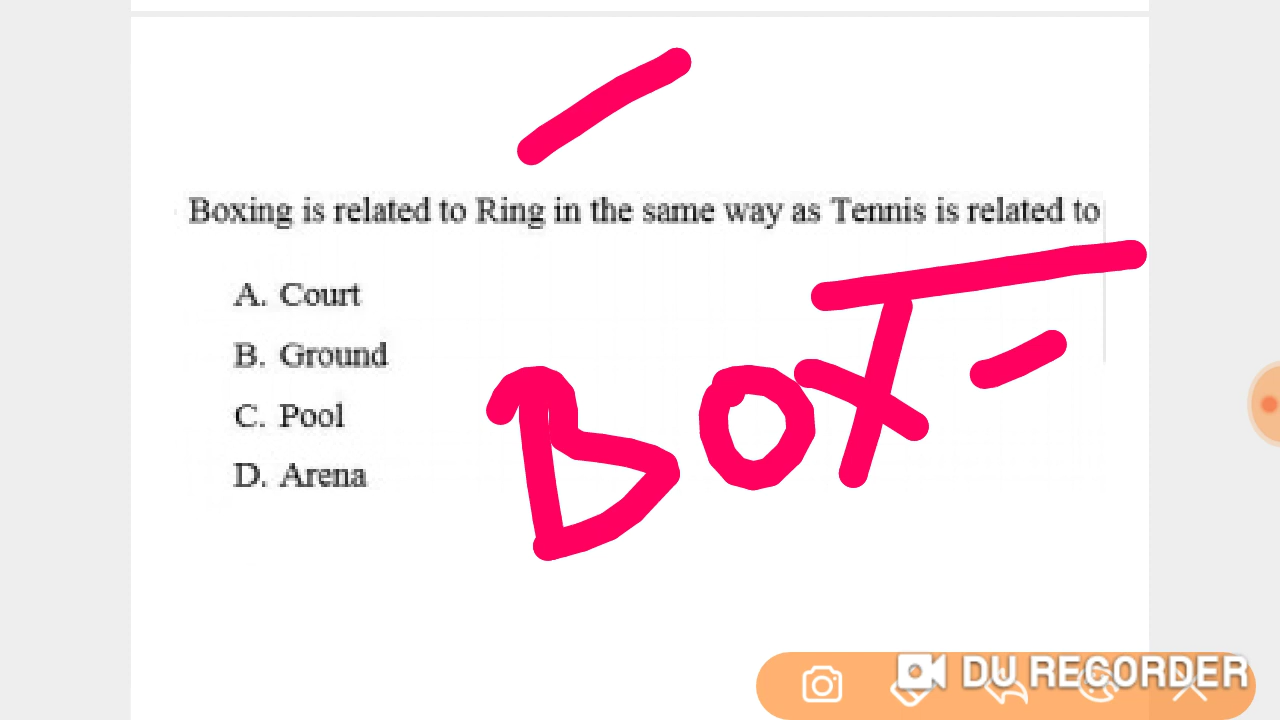 Boxing is related to Ring in the same way as Tennis is related to
A. Court
B. Ground
C. Pool
D. Arena
BOX
DU RECORDER